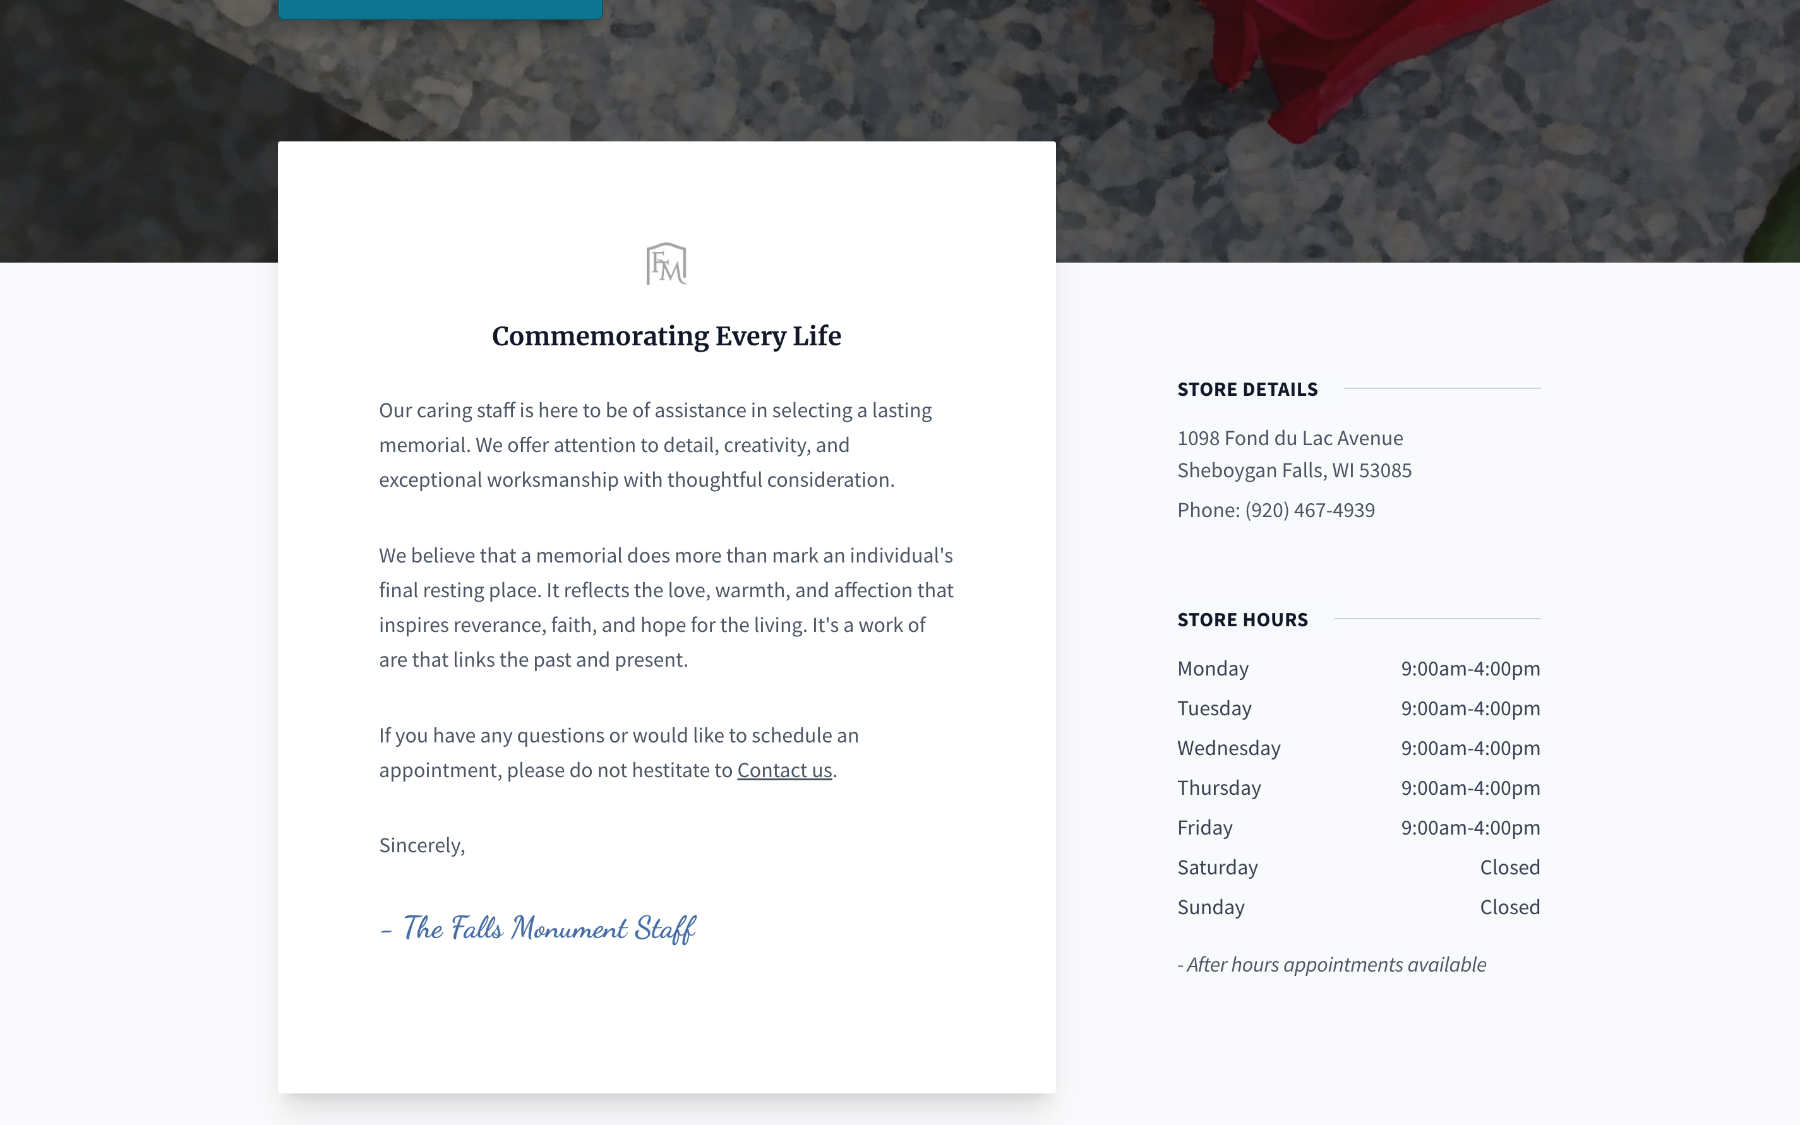 FM
Commemorating Every Life
Our caring staff is here to be of assistance in selecting a lasting
memorial. We offer attention to detail, creativity, and
exceptional worksmanship with thoughtful consideration.
We believe that a memorial does more than mark an individual's
final resting place. It reflects the love, warmth, and affection that
inspires reverance, faith, and hope for the living. It's a work of
are that links the past and present.
If you have any questions or would like to schedule an
appointment, please do not hestitate to Contact us.
Sincerely,
- The Falls Monument Staff
STORE DETAILS
1098 Fond du Lac Avenue
Sheboygan Falls, WI 53085
Phone: (920) 467-4939
STORE HOURS
Monday 9:00am-4:00pm
Tuesday 9:00am-4:00pm
Wednesday 9:00am-4:00pm
Thursday 9:00am-4:00pm
Friday 9:00am-4:00pm
Saturday Closed
Sunday Closed
- After hours appointments available